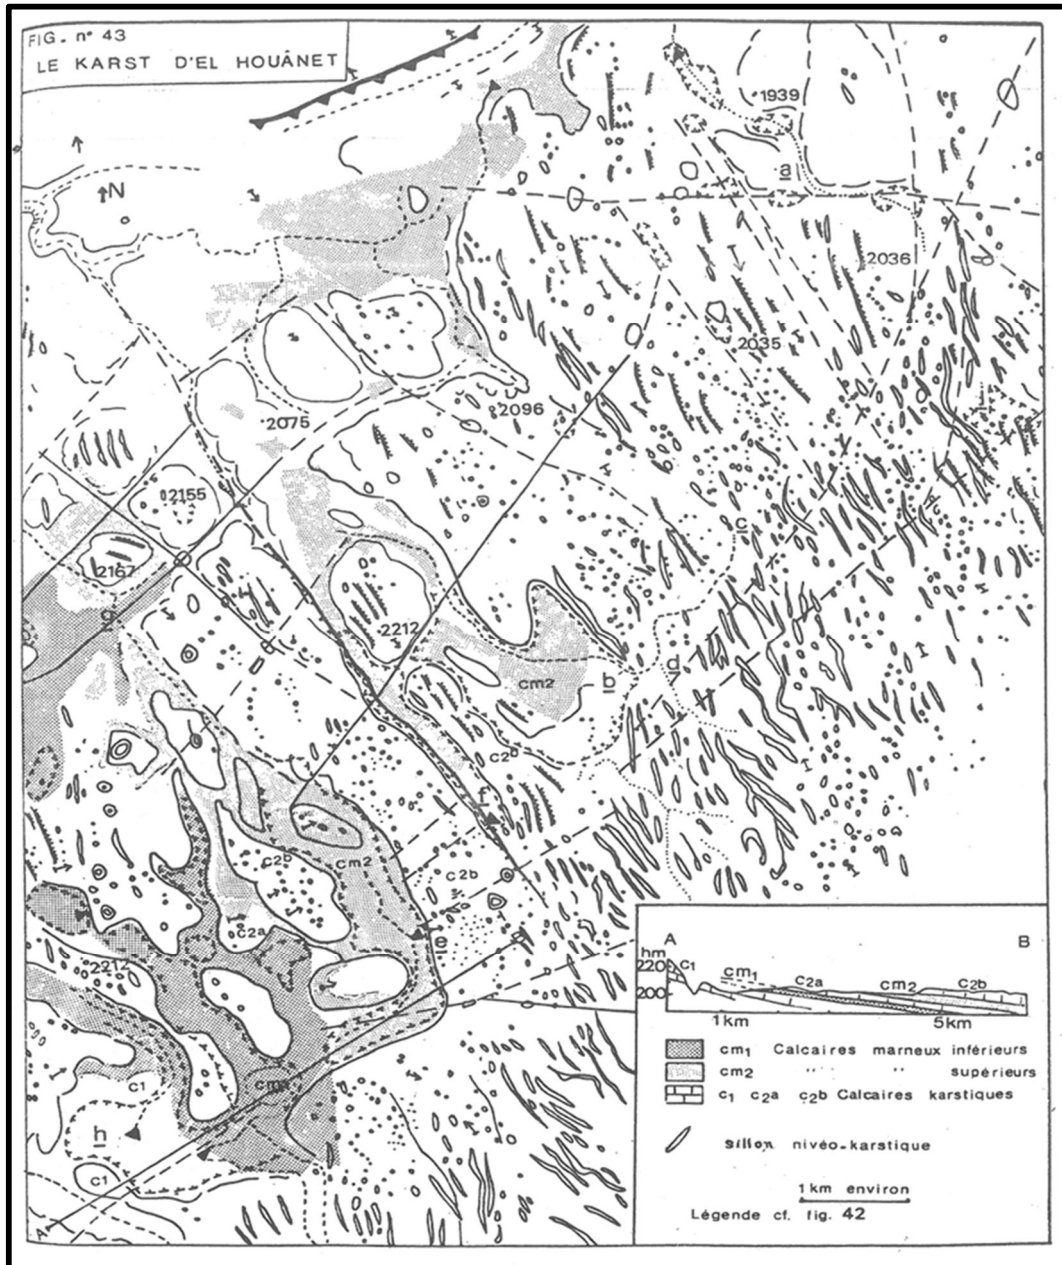 FIG. n° 43
LE KARST D'EL HOUÂNET
N
1939
a
2036
d
2035
2096
2075
c
2155
2167
g
2212
d
b
cm2
c2b
f
c2b
cm2
c2b
c2a
e
2212
c1
h
c1
A
A B
hm
220
200
c1 cm1 c2a cm2 c2b
1km 5km
cm1 Calcaires marneux inférieurs
cm2 '' '' supérieurs
c1 c2a c2b Calcaires karstiques
Sillon nivéo-karstique
1 km environ
Légende cf. fig. 42